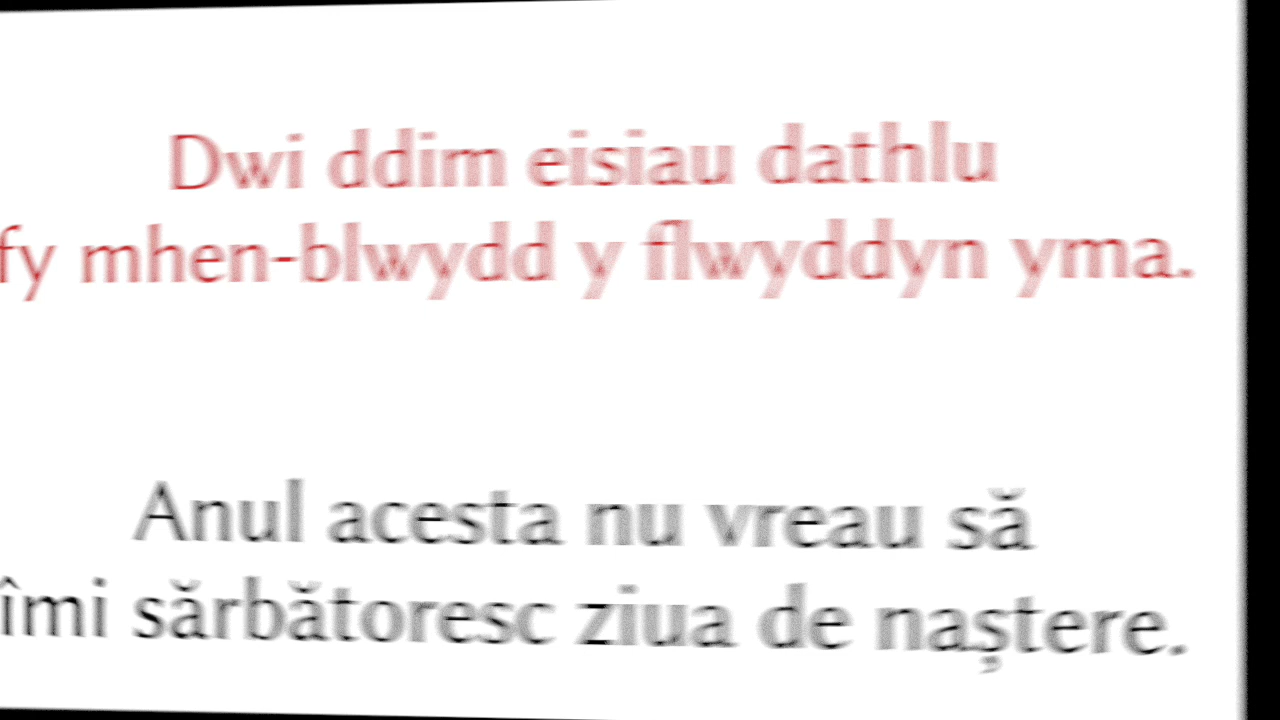 Dwi ddim eisiau dathlu
fy mhen-blwydd y flwyddyn yma.
Anul acesta nu vreau să
îmi sărbătoresc ziua de naștere.